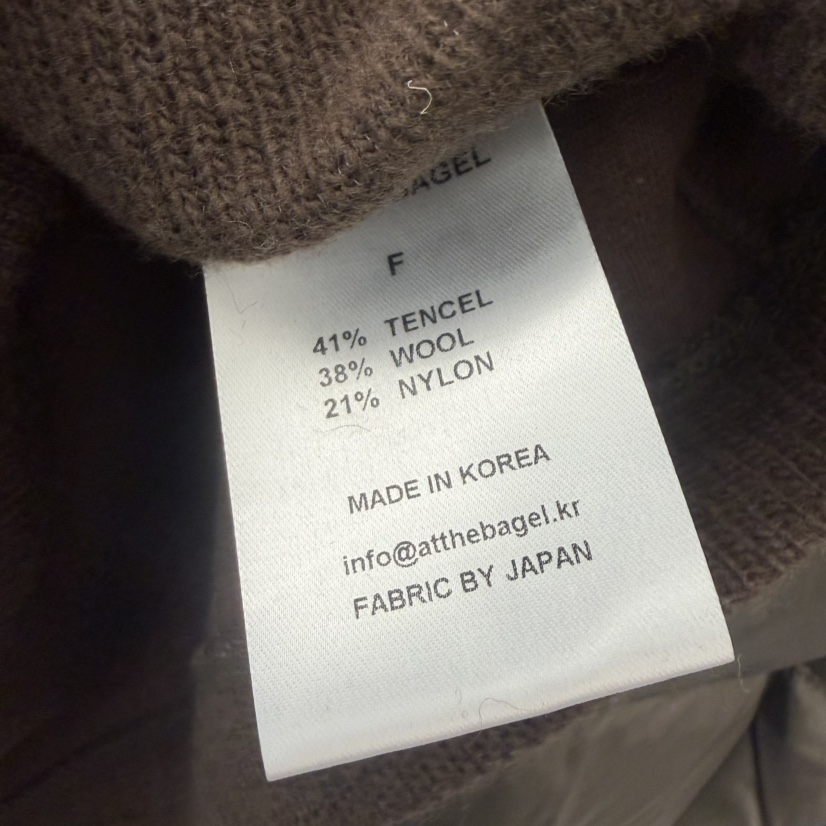 BAGEL
F
41% TENCEL
38% WOOL
21% NYLON
MADE IN KOREA
info@atthebagel.kr
FABRIC BY JAPAN